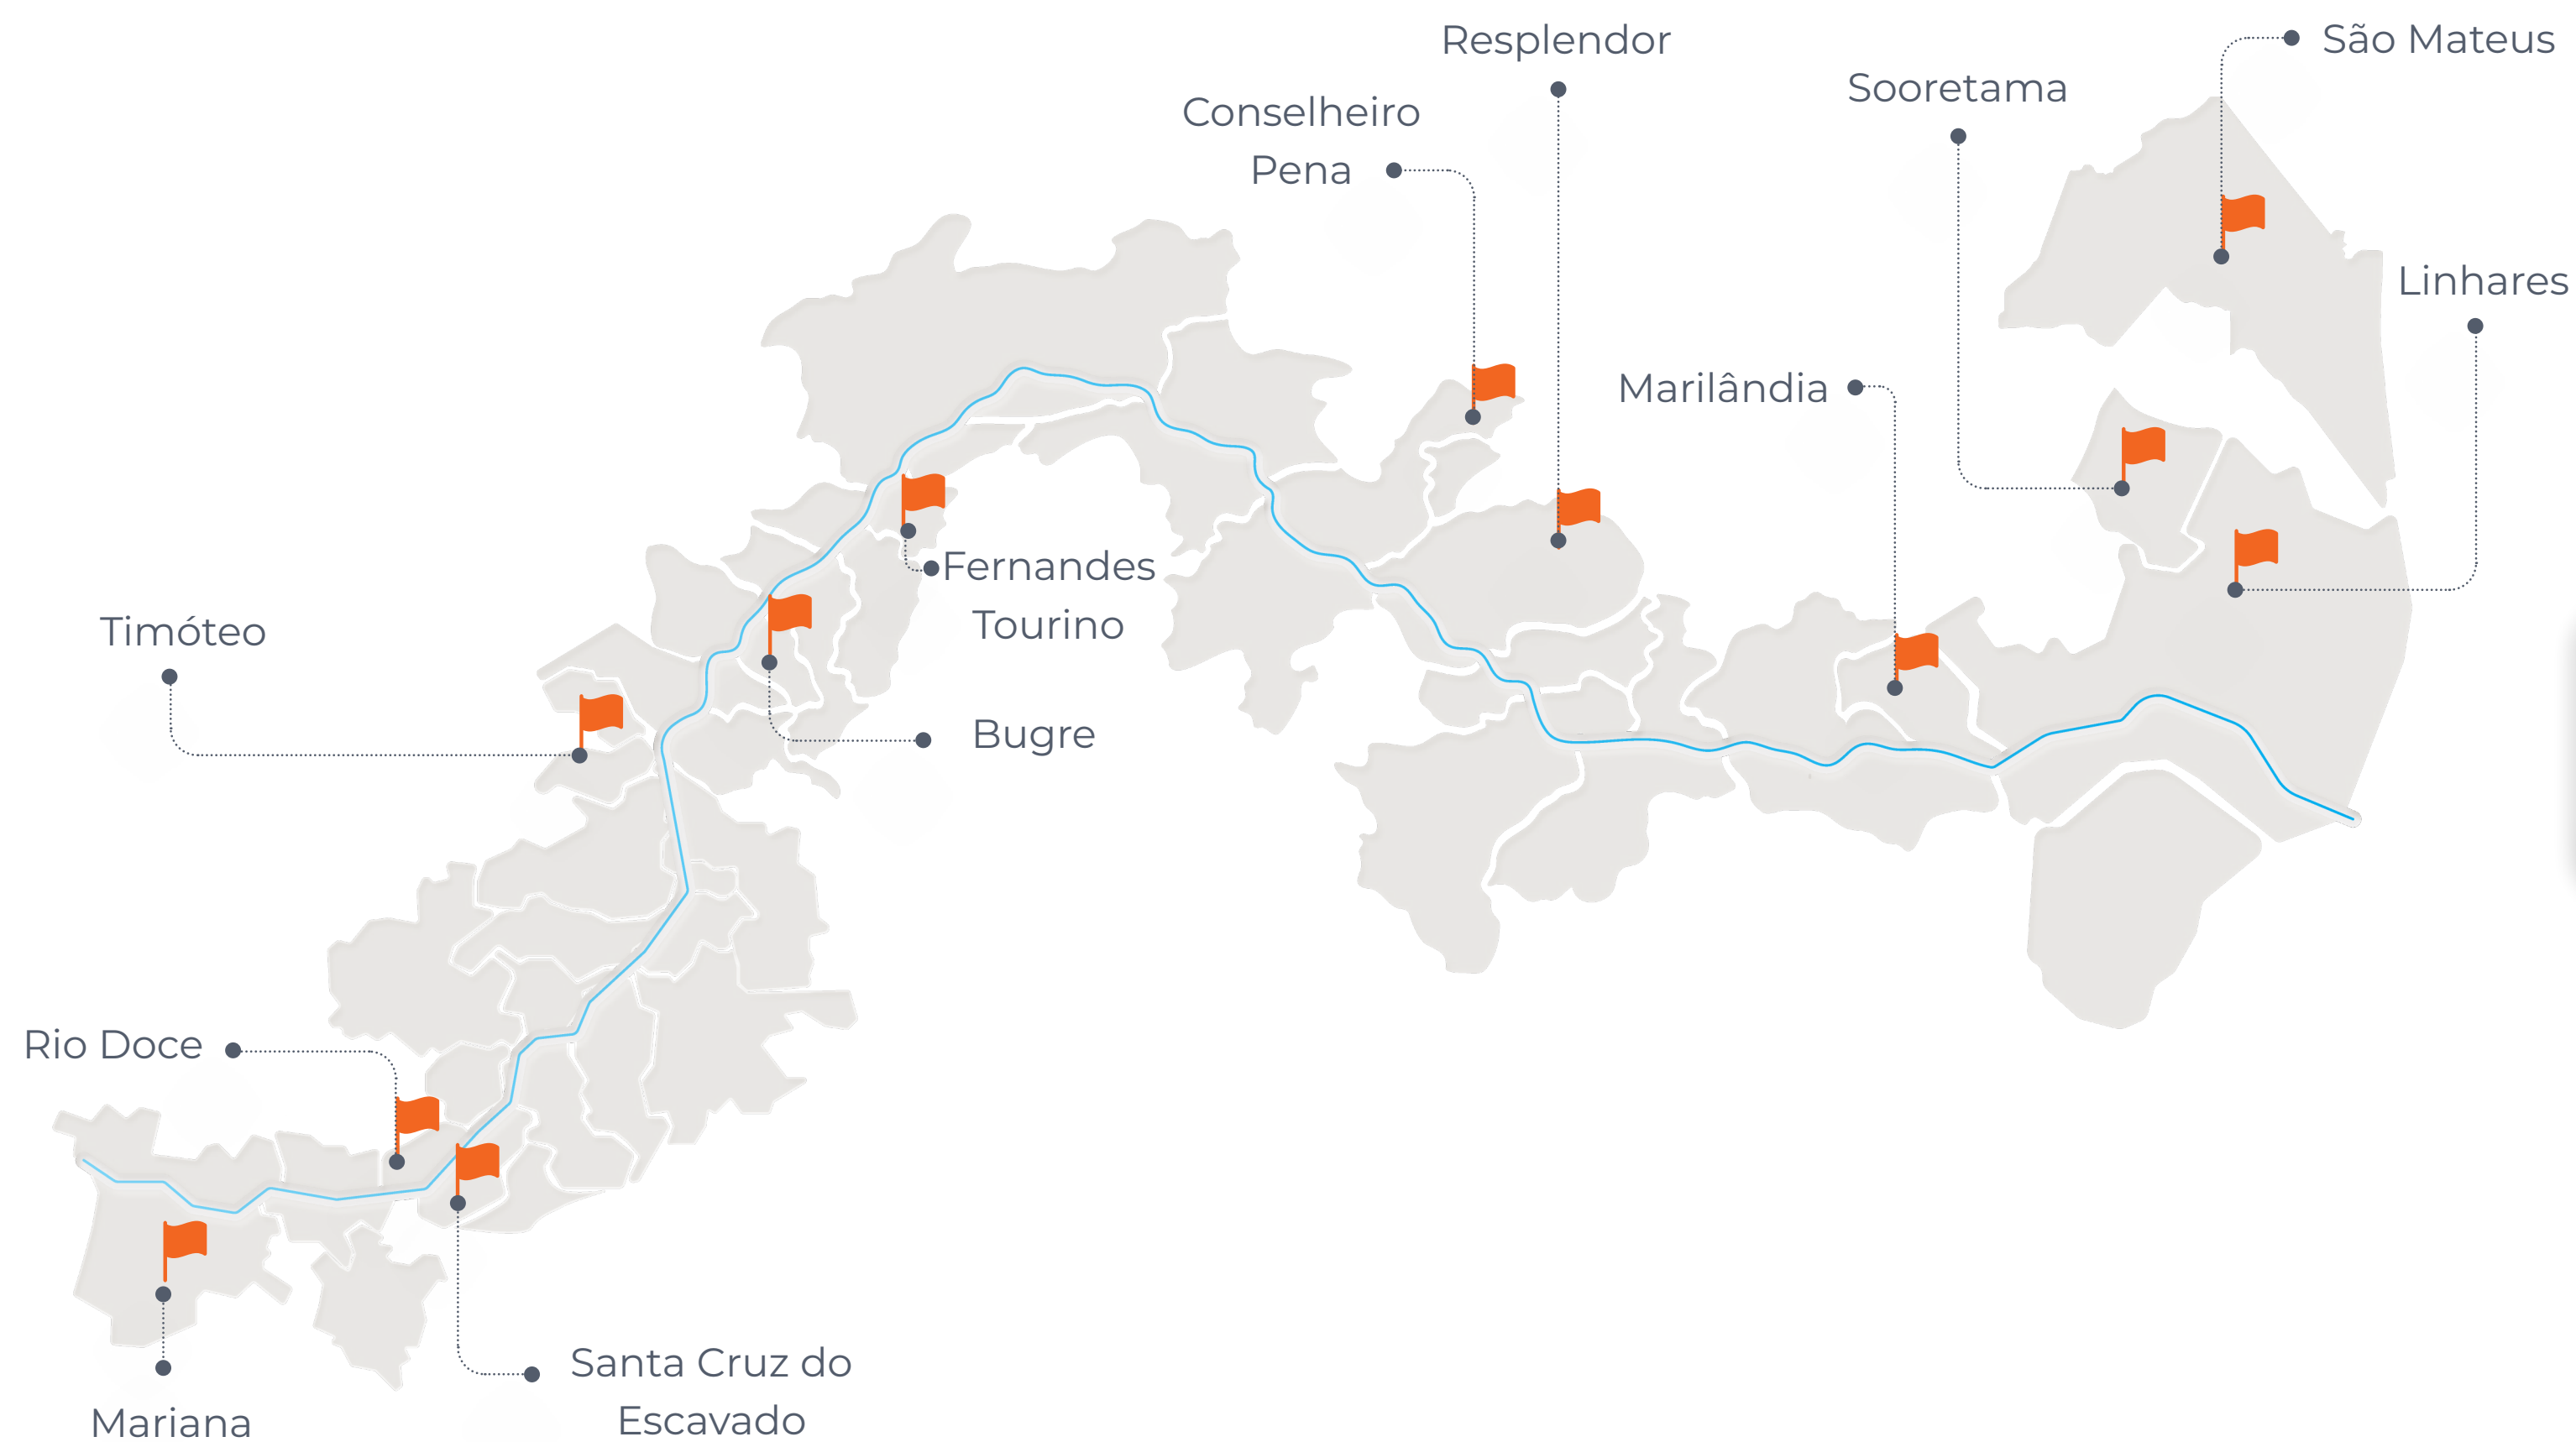 Resplendor
São Mateus
Sooretama
Conselheiro
Pena
Linhares
Marilândia
Fernandes
Tourino
Timóteo
Bugre
Rio Doce
Santa Cruz do
Escavado
Mariana